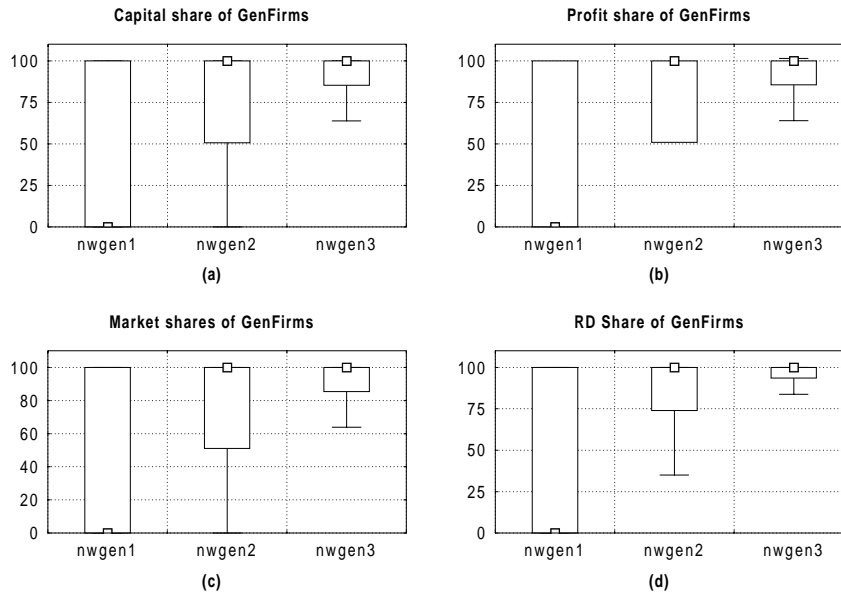 Capital share of GenFirms
100
75
50
25
0
nwgen1 nwgen2 nwgen3
(a)
Profit share of GenFirms
100
75
50
25
0
nwgen1 nwgen2 nwgen3
(b)
Market shares of GenFirms
100
80
60
40
20
0
nwgen1 nwgen2 nwgen3
(c)
RD Share of GenFirms
100
75
50
25
0
nwgen1 nwgen2 nwgen3
(d)